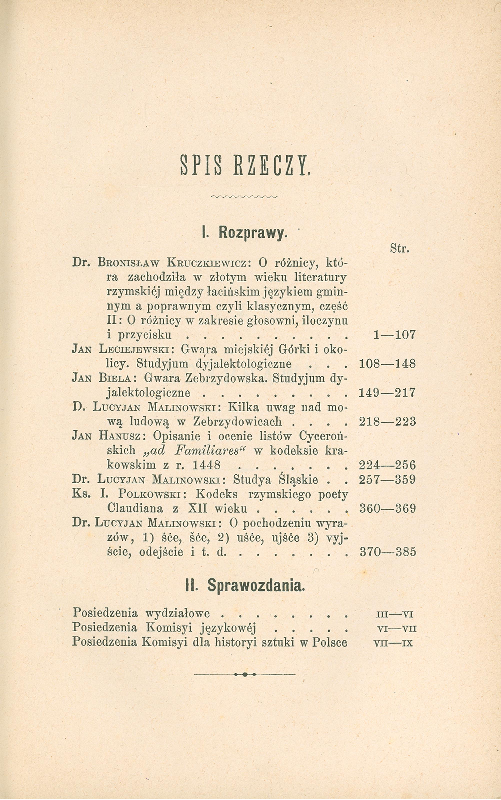 SPIS RZECZY.
I. Rozprawy.
Str.
Dr. Bronisław Kruczkiewicz: O różnicy, któ-
ra zachodziła w złotym wieku literatury
rzymskiéj między łacińskim językiem gmin-
nym a poprawnym czyli klasycznym, część
II: O różnicy w zakresie głosowni, iloczynu
i przycisku . . . . . . . . . . 1—107
Jan Leciejewski: Gwara miejskiéj Górki i oko-
licy. Studyjum dyjalektologiczne . . . 108—148
Jan Biela: Gwara Zebrzydowska. Studyjum dy-
jalektologiczne . . . . . . . . . 149—217
D. Lucyjan Malinowski: Kilka uwag nad mo-
wą ludową w Zebrzydowicach . . . . 218—223
Jan Hanusz: Opisanie i ocenie listów Cyceroń-
skich „ad Familiares“ w kodeksie kra-
kowskim z r. 1448 . . . . . . . 224—256
Dr. Lucyjan Malinowski: Studya Śląskie . . 257—359
Ks. I. Polkowski: Kodeks rzymskiego poety
Claudiana z XII wieku . . . . . . 360—369
Dr. Lucyjan Malinowski: O pochodzeniu wyra-
zów, 1) śće, śćc, 2) uśće, ujśće 3) vyj-
ście, odejście i t. d. . . . . . . . 370—385
II. Sprawozdania.
Posiedzenia wydziałowe . . . . . . . . III—VI
Posiedzenia Komisyi językowéj . . . . . VI—VII
Posiedzenia Komisyi dla historyi sztuki w Polsce VII—IX